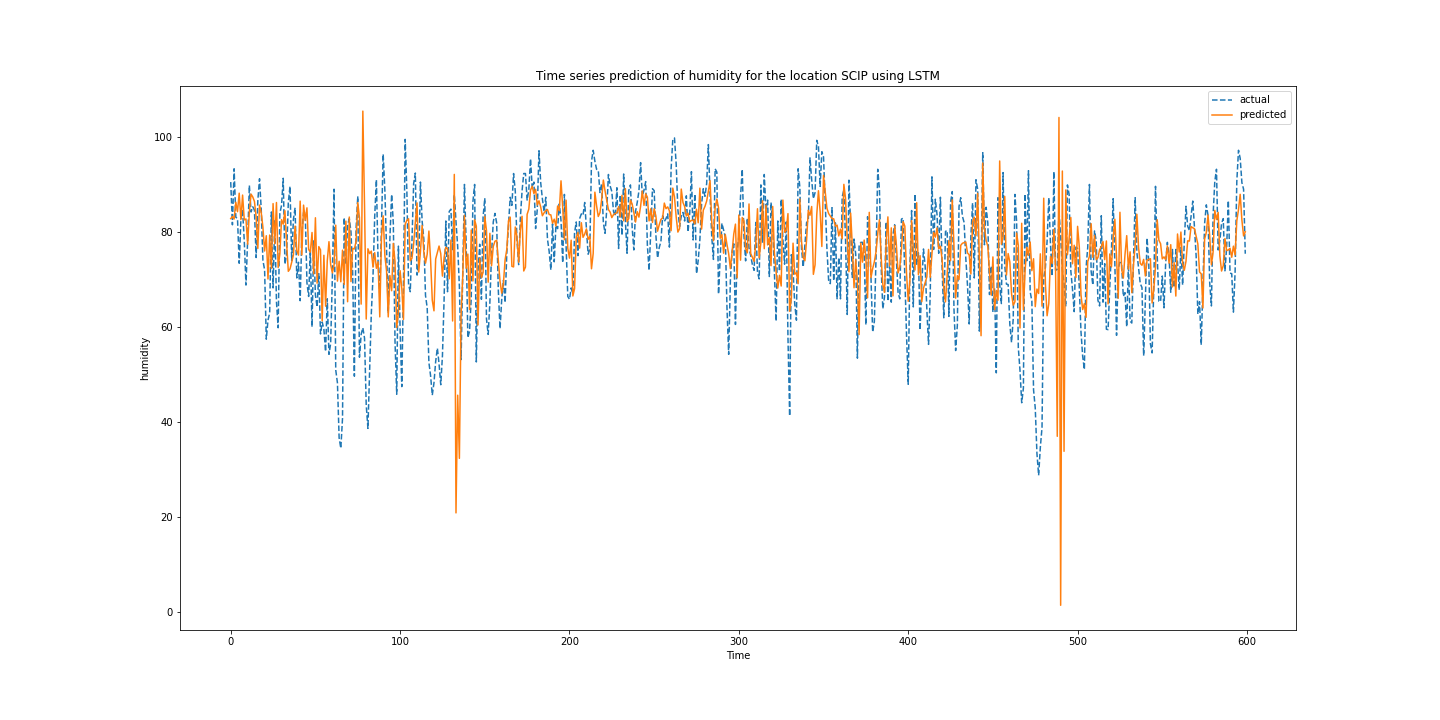 Time series prediction of humidity for the location SCIP using LSTM
actual
predicted
100
80
60
40
20
0
humidity
0 100 200 300 400 500 600
Time